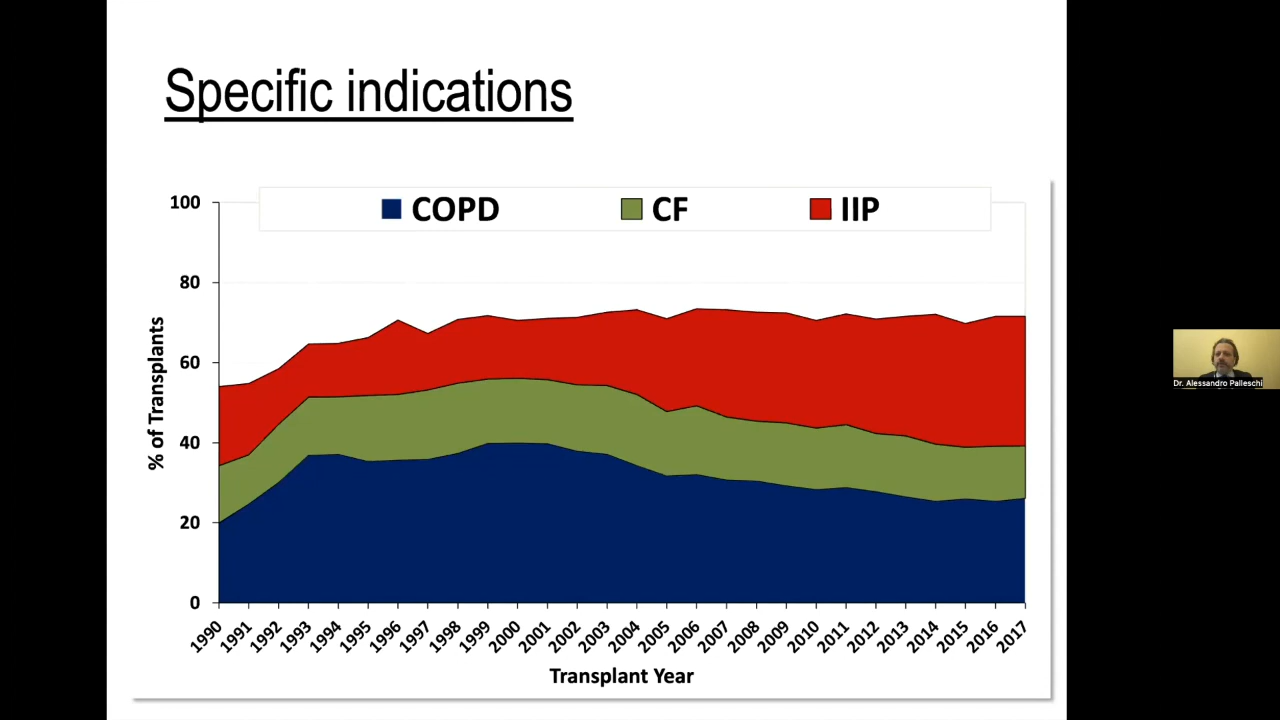 Specific indications
COPD CF IIP
100
80
60
40
20
0
% of Transplants
1990 1991 1992 1993 1994 1995 1996 1997 1998 1999 2000 2001 2002 2003 2004 2005 2006 2007 2008 2009 2010 2011 2012 2013 2014 2015 2016 2017
Transplant Year
Dr. Alessandro Palleschi